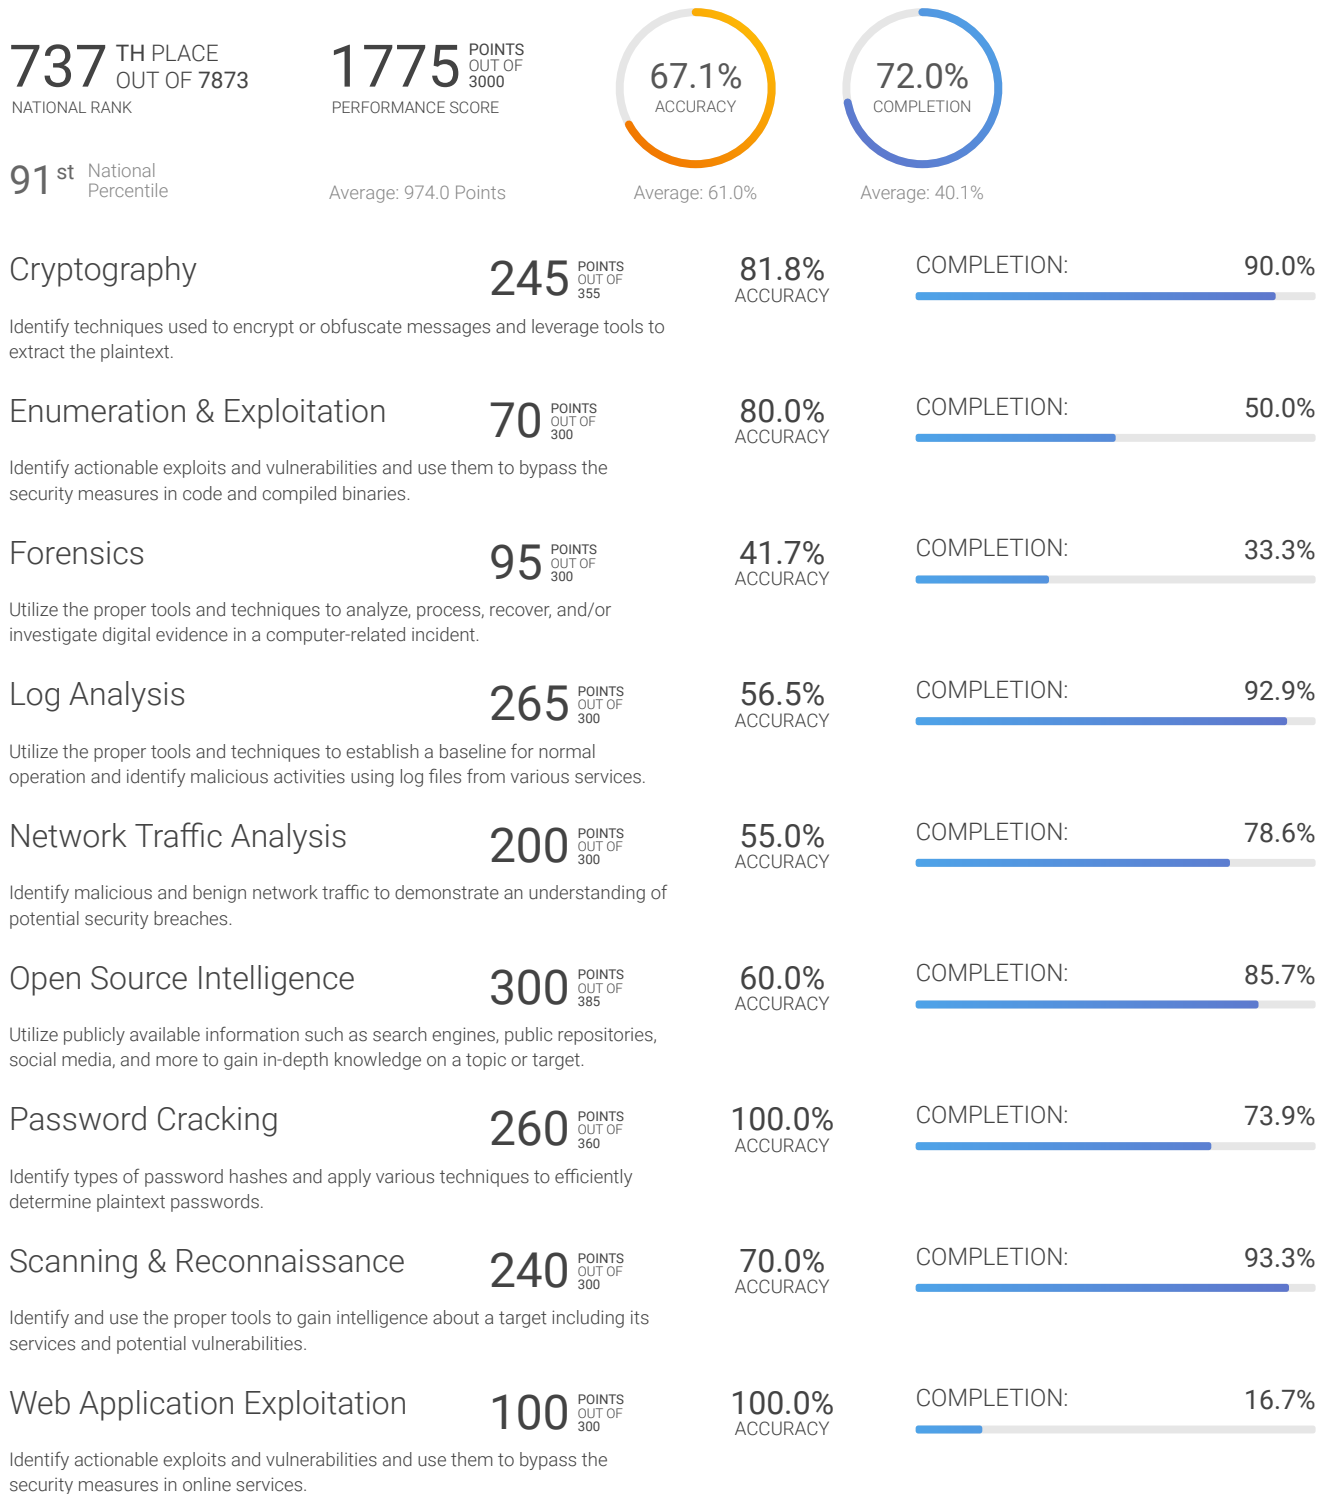 737 TH PLACE
OUT OF 7873
NATIONAL RANK
1775 POINTS
OUT OF
3000
PERFORMANCE SCORE
67.1%
ACCURACY
72.0%
COMPLETION
91st National
Percentile
Average: 974.0 Points
Average: 61.0%
Average: 40.1%
Cryptography
245 POINTS
OUT OF
355
81.8%
ACCURACY
COMPLETION: 90.0%
Identify techniques used to encrypt or obfuscate messages and leverage tools to
extract the plaintext.
Enumeration & Exploitation
70 POINTS
OUT OF
300
80.0%
ACCURACY
COMPLETION: 50.0%
Identify actionable exploits and vulnerabilities and use them to bypass the
security measures in code and compiled binaries.
Forensics
95 POINTS
OUT OF
300
41.7%
ACCURACY
COMPLETION: 33.3%
Utilize the proper tools and techniques to analyze, process, recover, and/or
investigate digital evidence in a computer-related incident.
Log Analysis
265 POINTS
OUT OF
300
56.5%
ACCURACY
COMPLETION: 92.9%
Utilize the proper tools and techniques to establish a baseline for normal
operation and identify malicious activities using log files from various services.
Network Traffic Analysis
200 POINTS
OUT OF
300
55.0%
ACCURACY
COMPLETION: 78.6%
Identify malicious and benign network traffic to demonstrate an understanding of
potential security breaches.
Open Source Intelligence
300 POINTS
OUT OF
385
60.0%
ACCURACY
COMPLETION: 85.7%
Utilize publicly available information such as search engines, public repositories,
social media, and more to gain in-depth knowledge on a topic or target.
Password Cracking
260 POINTS
OUT OF
360
100.0%
ACCURACY
COMPLETION: 73.9%
Identify types of password hashes and apply various techniques to efficiently
determine plaintext passwords.
Scanning & Reconnaissance
240 POINTS
OUT OF
300
70.0%
ACCURACY
COMPLETION: 93.3%
Identify and use the proper tools to gain intelligence about a target including its
services and potential vulnerabilities.
Web Application Exploitation
100 POINTS
OUT OF
300
100.0%
ACCURACY
COMPLETION: 16.7%
Identify actionable exploits and vulnerabilities and use them to bypass the
security measures in online services.